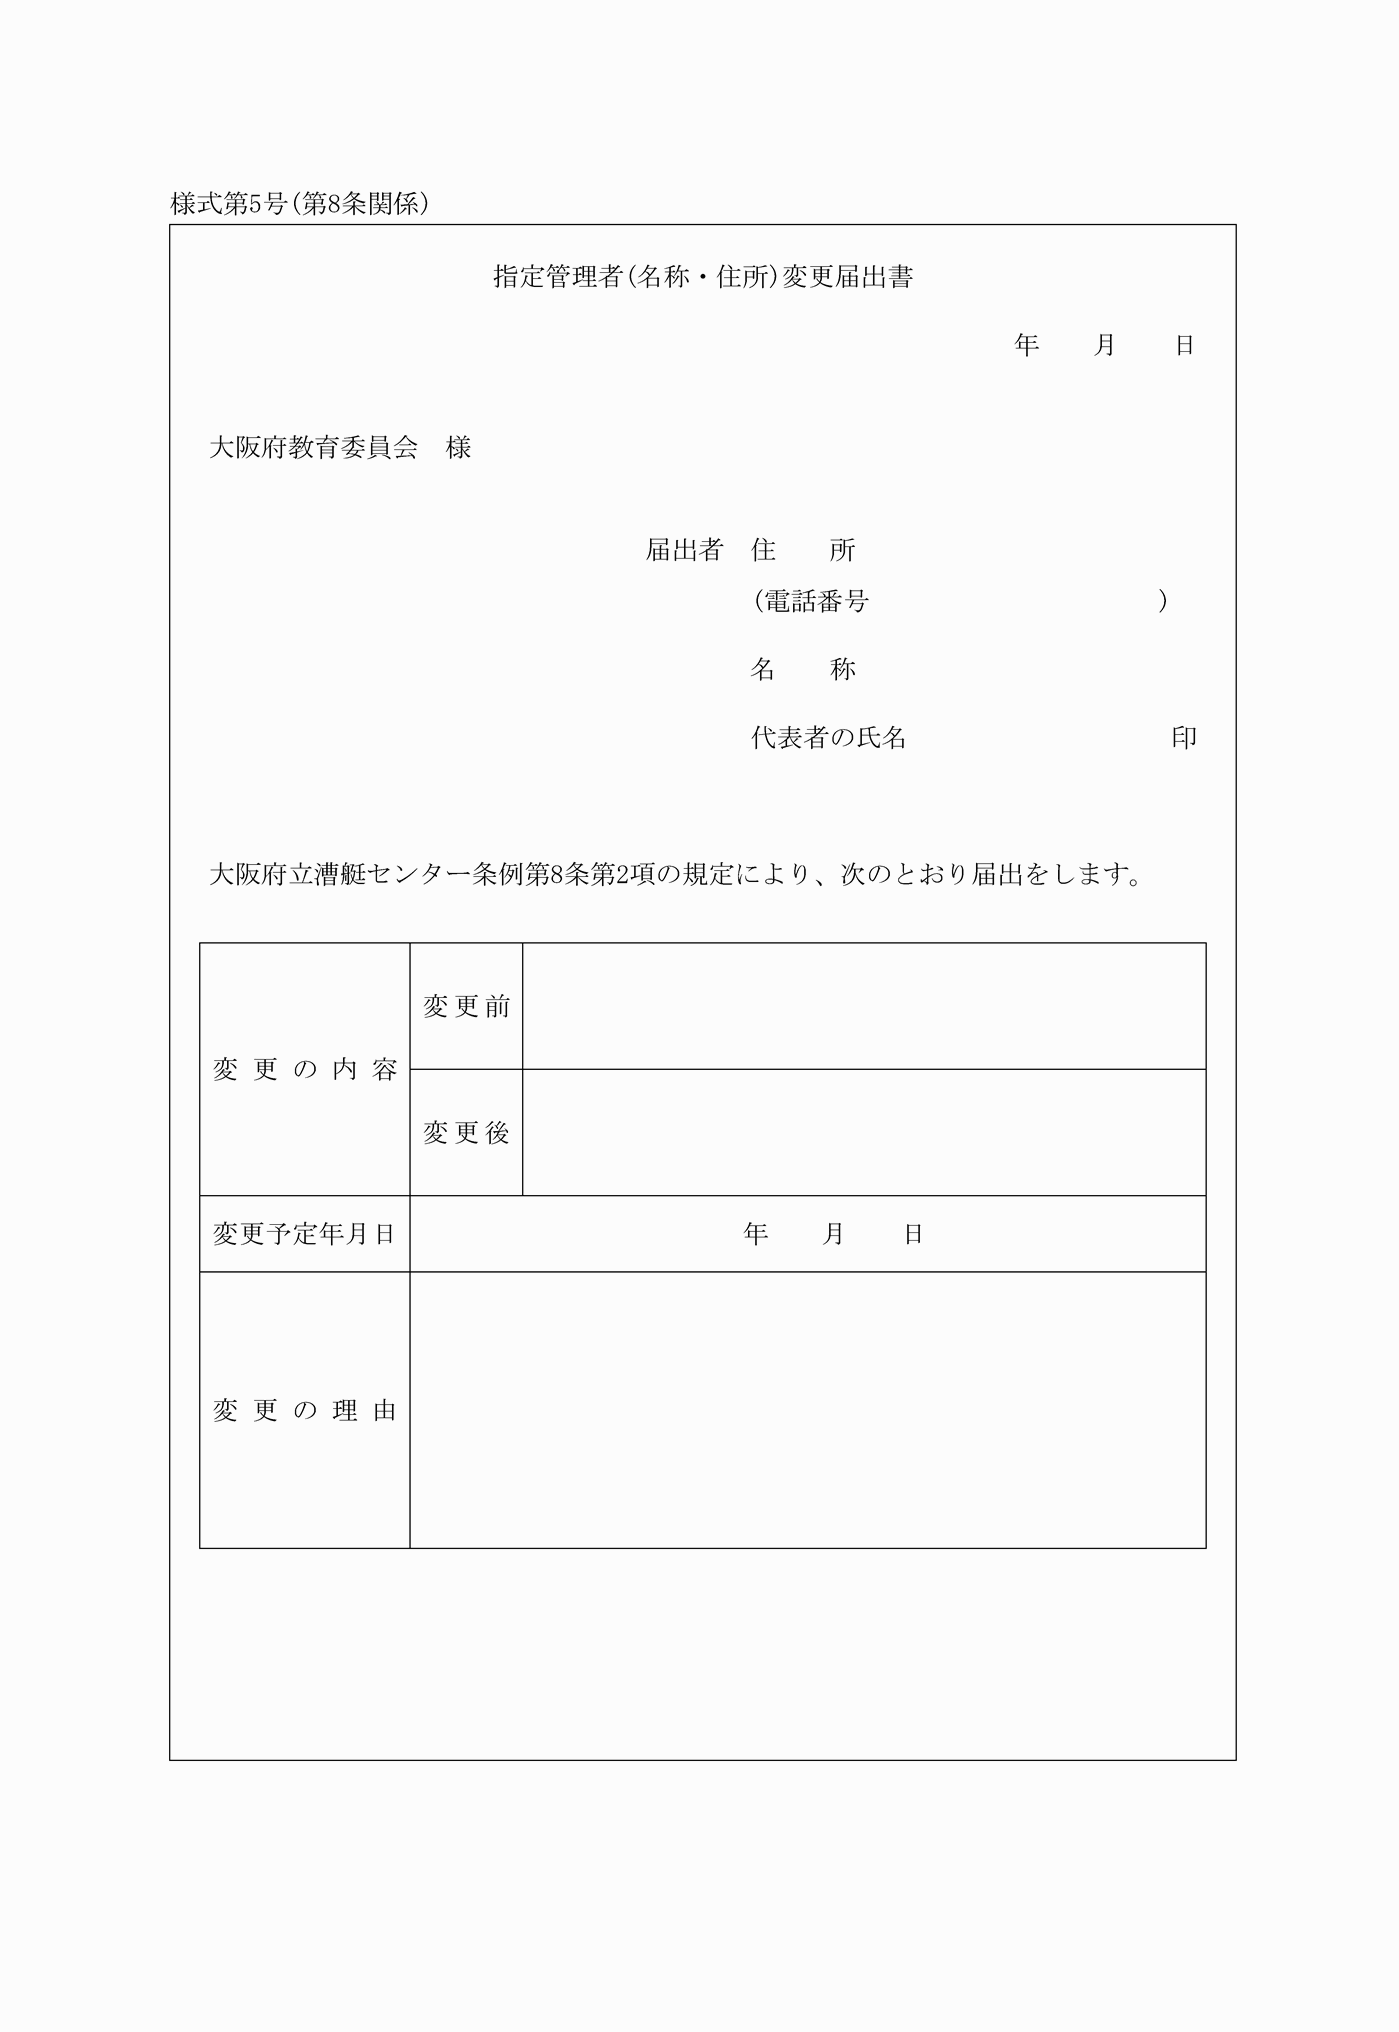 様式第5号(第8条関係)
指定管理者(名称・住所)変更届出書
年　　月　　日
大阪府教育委員会　様
届出者　住　　所
(電話番号　　　　　　　　　　　)
名　　称
代表者の氏名　　　　　　　　　　印
大阪府立漕艇センター条例第8条第2項の規定により、次のとおり届出をします。
変更の内容
変更前
変更後
変更予定年月日
年　　月　　日
変更の理由